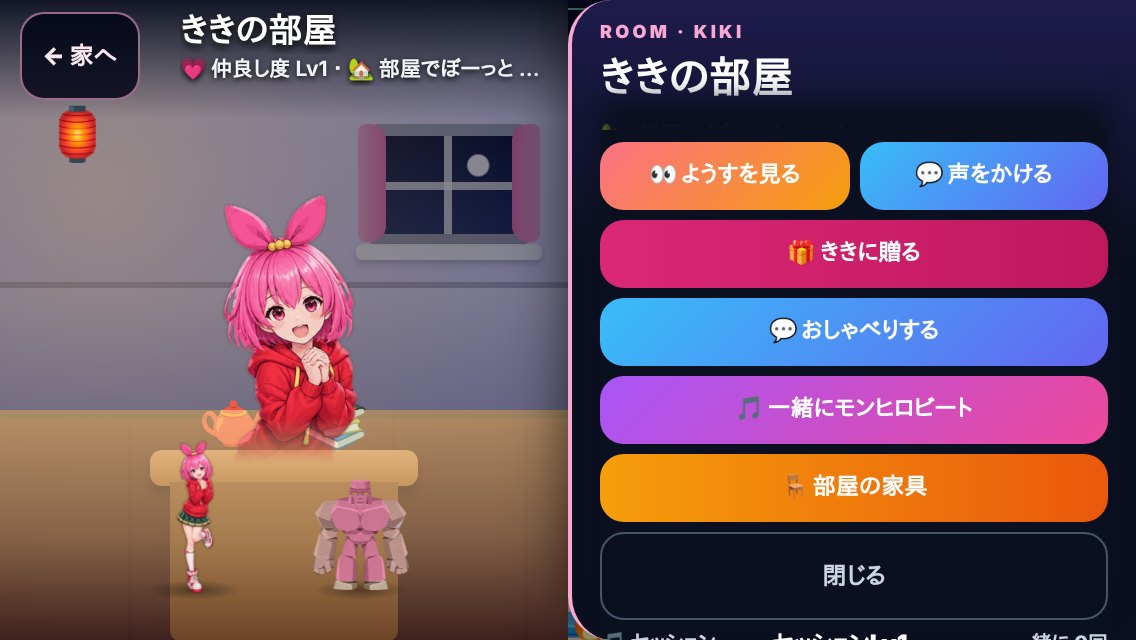 ← 家へ
ききの部屋
💗 仲良し度 Lv1・🏡 部屋でぼーっと …
ROOM · KIKI
ききの部屋
👀 ようすを見る
💬 声をかける
🎁 ききに贈る
💬 おしゃべりする
🎵 一緒にモンヒロビート
🪑 部屋の家具
閉じる